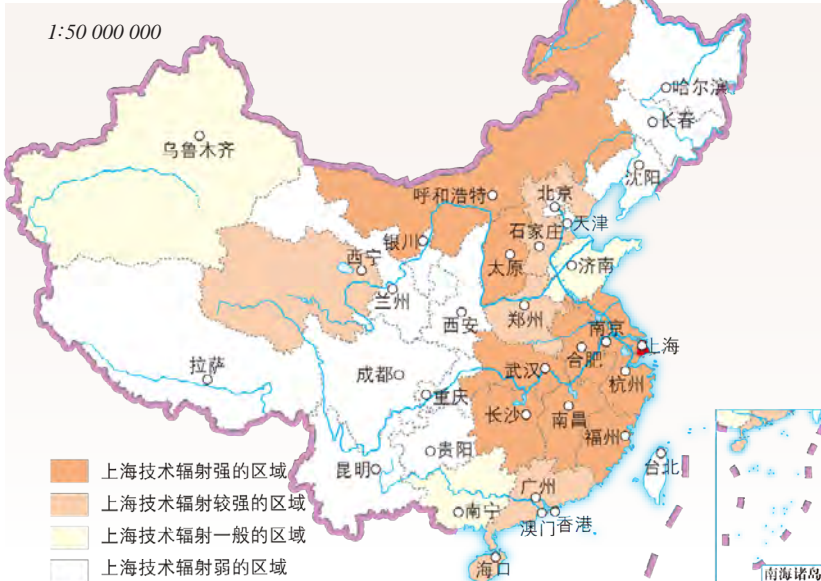 1:50 000 000
哈尔滨
长春
乌鲁木齐
沈阳
呼和浩特
北京
天津
银川
石家庄
西宁
太原
济南
兰州
郑州
西安
南京
上海
合肥
拉萨
成都
武汉
杭州
重庆
长沙
南昌
福州
贵阳
昆明
台北
广州
南宁
澳门
香港
海口
上海技术辐射强的区域
上海技术辐射较强的区域
上海技术辐射一般的区域
上海技术辐射弱的区域
南海诸岛